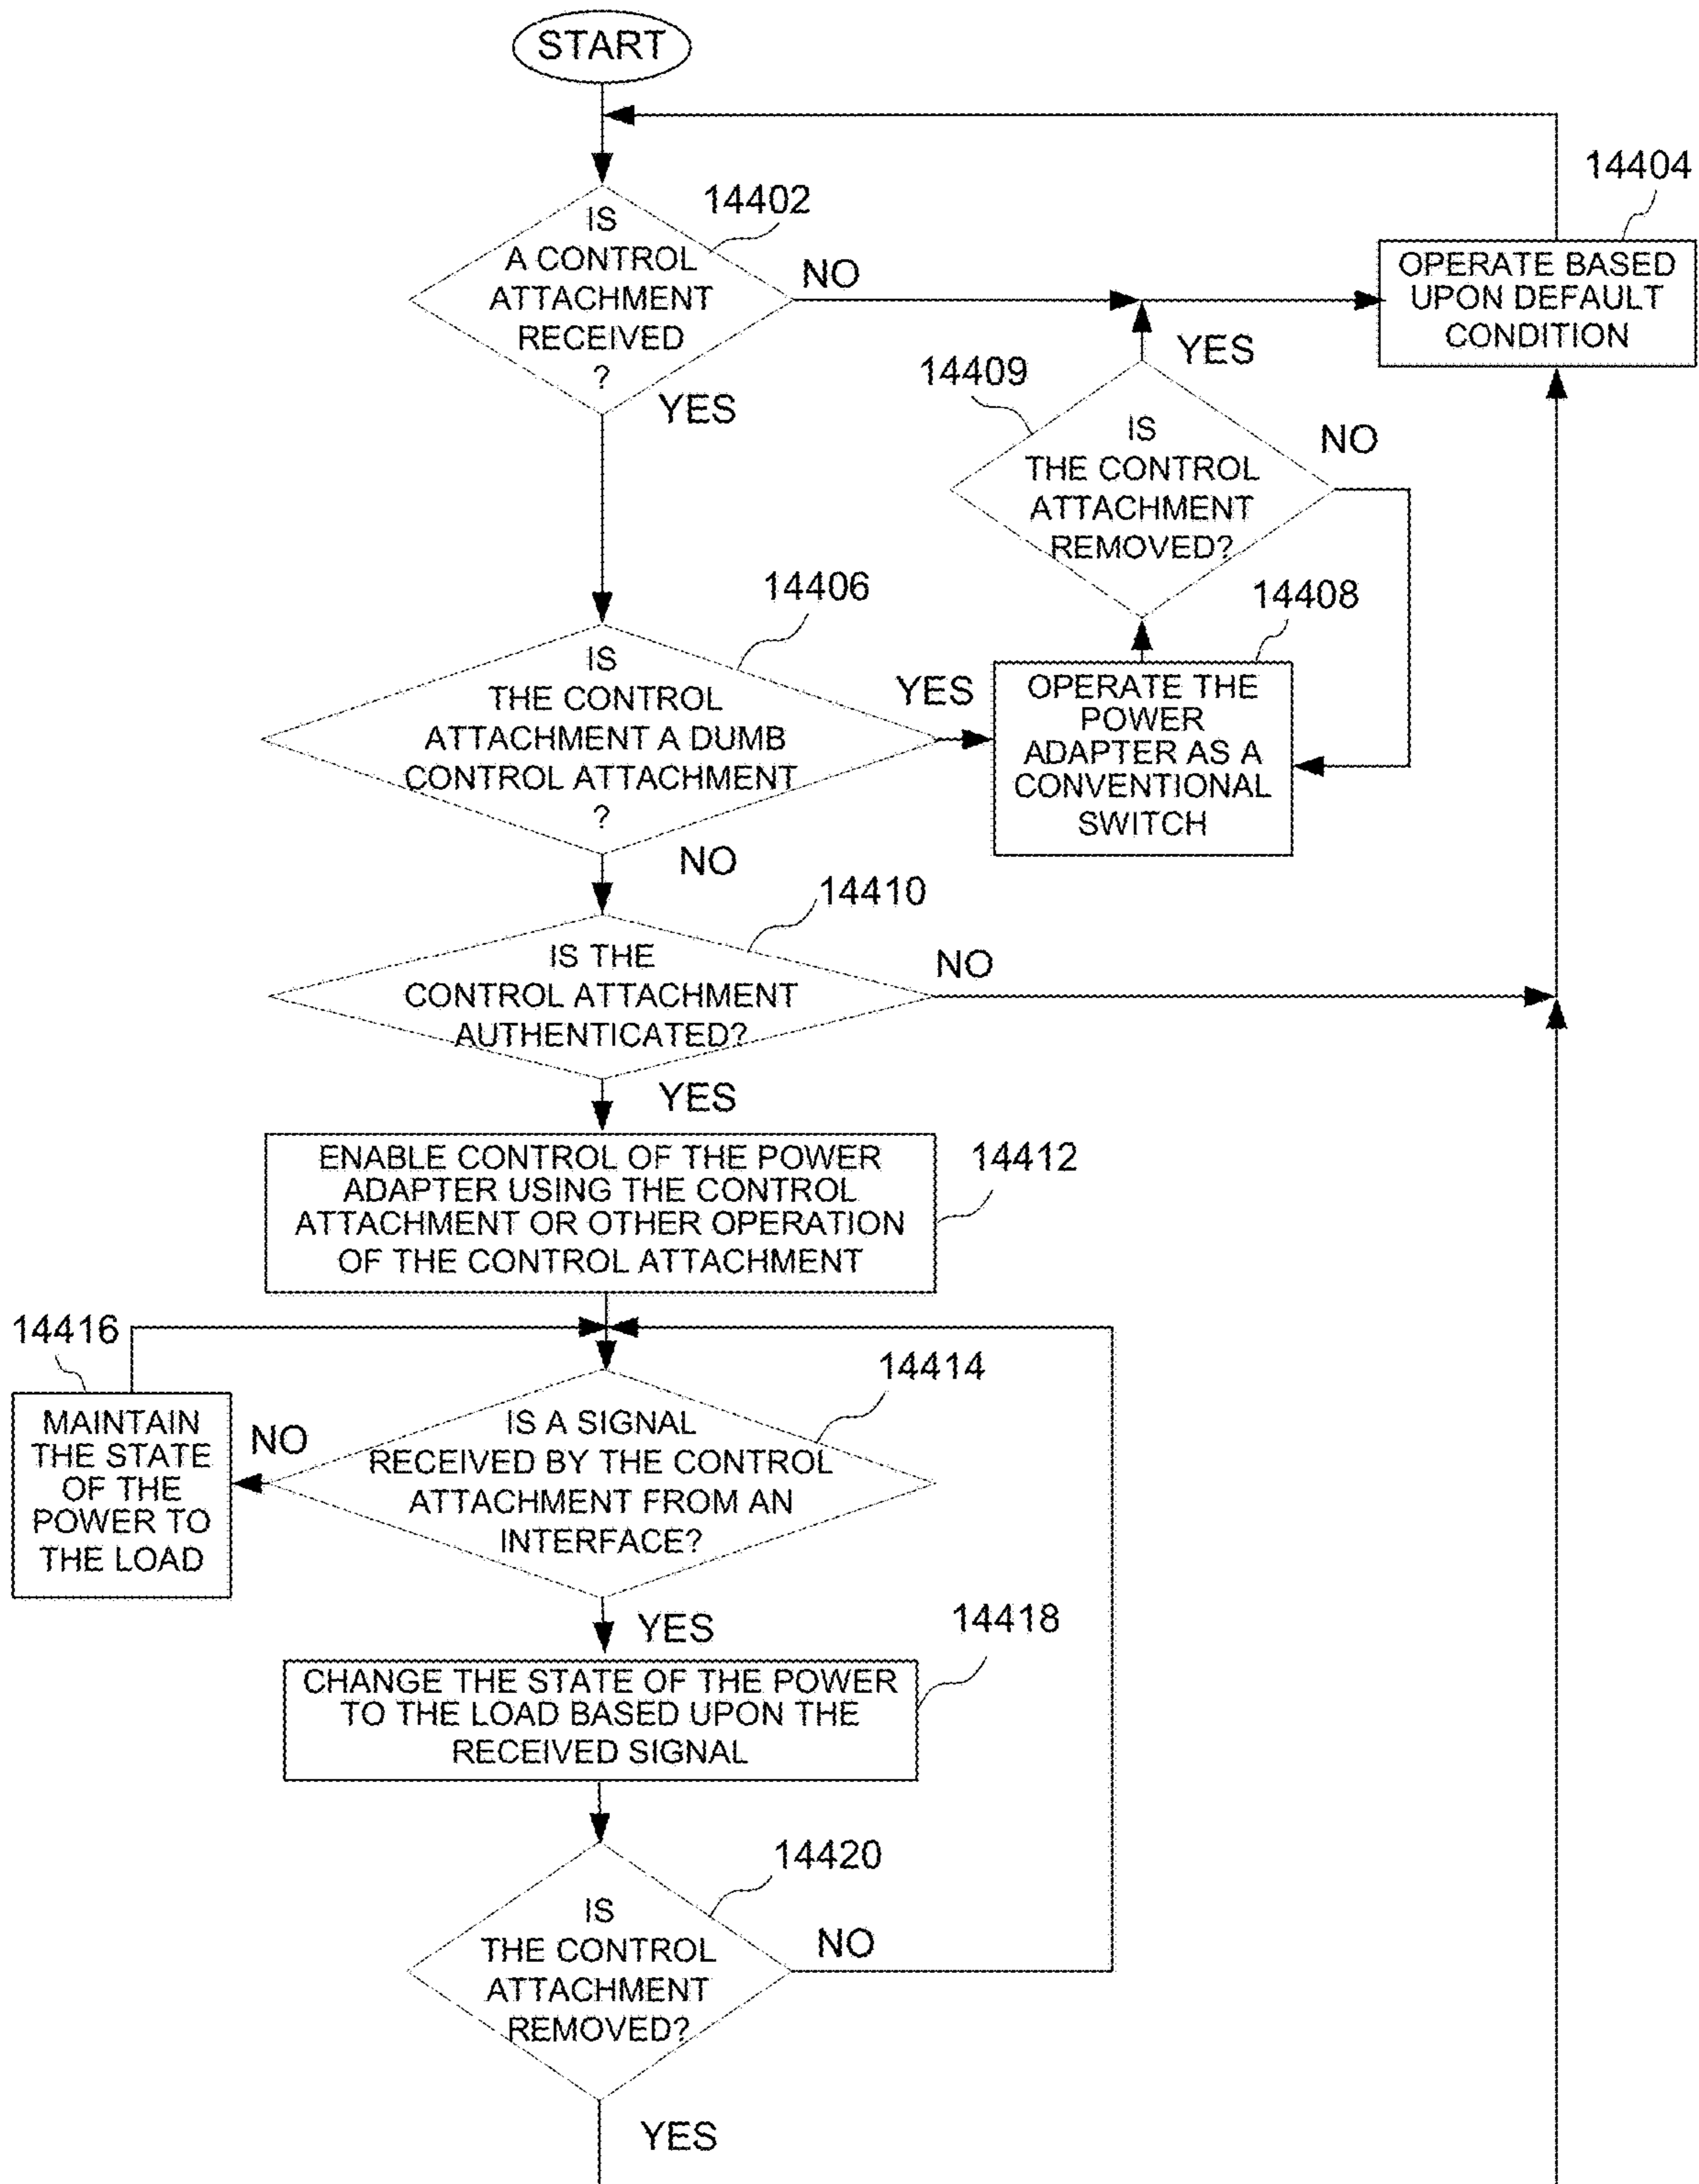 START
14402
IS
A CONTROL
ATTACHMENT
RECEIVED
?
NO
YES
14404
OPERATE BASED
UPON DEFAULT
CONDITION
14409
IS
THE CONTROL
ATTACHMENT
REMOVED?
YES
NO
14406
IS
THE CONTROL
ATTACHMENT A DUMB
CONTROL ATTACHMENT
?
YES
NO
14408
OPERATE THE
POWER
ADAPTER AS A
CONVENTIONAL
SWITCH
14410
IS THE
CONTROL ATTACHMENT
AUTHENTICATED?
NO
YES
14412
ENABLE CONTROL OF THE POWER
ADAPTER USING THE CONTROL
ATTACHMENT OR OTHER OPERATION
OF THE CONTROL ATTACHMENT
14416
MAINTAIN
THE STATE
OF THE
POWER TO
THE LOAD
NO
14414
IS A SIGNAL
RECEIVED BY THE CONTROL
ATTACHMENT FROM AN
INTERFACE?
YES
14418
CHANGE THE STATE OF THE POWER
TO THE LOAD BASED UPON THE
RECEIVED SIGNAL
14420
IS
THE CONTROL
ATTACHMENT
REMOVED?
NO
YES